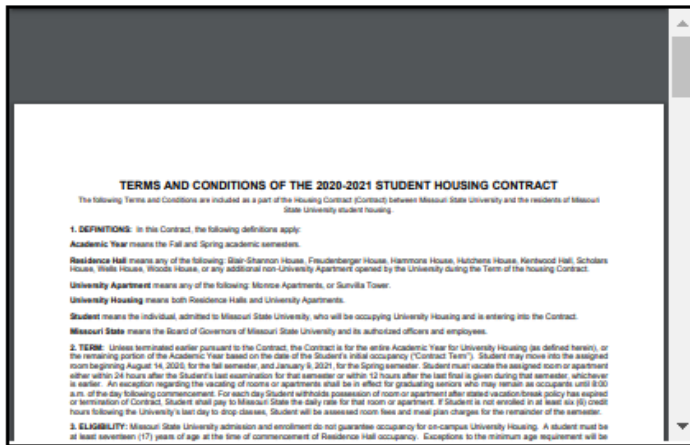 TERMS AND CONDITIONS OF THE 2020-2021 STUDENT HOUSING CONTRACT
The following Terms and Conditions are included as a part of the Housing Contract (Contract) between Missouri State University and the residents of Missouri
State University student housing.
1. DEFINITIONS: In this Contract, the following definitions apply:
Academic Year means the Fall and Spring academic semesters.
Residence Hall means any of the following: Blair-Shannon House, Freudenberger House, Hammons House, Hutchens House, Kentwood Hall, Scholars
House, Wells House, Woods House, or any additional non-University Apartment opened by the University during the Term of the housing Contract.
University Apartment means any of the following: Monroe Apartments, or Sunvilla Tower.
University Housing means both Residence Halls and University Apartments.
Student means the individual, admitted to Missouri State University, who will be occupying University Housing and is entering into the Contract.
Missouri State means the Board of Governors of Missouri State University and its authorized officers and employees.
2. TERM: Unless terminated earlier pursuant to the Contract, the Contract is for the entire Academic Year for University Housing (as defined herein), or
the remaining portion of the Academic Year based on the date of the Student's initial occupancy ("Contract Term"). Student may move into the assigned
room beginning August 14, 2020, for the fall semester, and January 9, 2021, for the Spring semester. Student must vacate the assigned room or apartment
either within 24 hours after the Student's last examination for that semester or within 12 hours after the last final is given during that semester, whichever
is earlier. An exception regarding the vacating of rooms or apartments shall be in effect for graduating seniors who may remain as occupants until 8:00
a.m. of the day following commencement. For each day Student withholds possession of room or apartment after stated vacation/break policy has expired
or termination of Contract, Student shall pay to Missouri State the daily rate for that room or apartment. If Student is not enrolled in at least six (6) credit
hours following the University's last day to drop classes, Student will be assessed room fees and meal plan charges for the remainder of the semester.
3. ELIGIBILITY: Missouri State University admission and enrollment do not guarantee occupancy for on-campus University Housing. A student must be
at least seventeen (17) years of age at the time of commencement of Residence Hall occupancy. Exceptions to the minimum age requirement will be